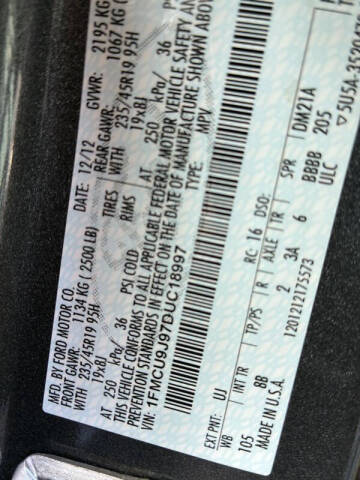 MFD. BY FORD MOTOR CO.
DATE: 12/12 GVWR: 2195 KG
FRONT GAWR: 1134 KG (2500 LB) REAR GAWR: 1067 KG
WITH 235/45R19 95H TIRES WITH 235/45R19 95H
19x8J RIMS 19x8J
AT 250 kPa/ 36 PSI COLD AT 250 kPa/ 36
THIS VEHICLE CONFORMS TO ALL APPLICABLE FEDERAL MOTOR VEHICLE SAFETY AND
PREVENTION STANDARDS IN EFFECT ON THE DATE OF MANUFACTURE SHOWN ABOVE
VIN: 1FMCU9J97DUC18997 TYPE: MPV
EXT PNT: UJ RC: 16 DSO:
WB INT TR TP/PS R AXLE TR SPR
105 BB 2 3A 6 BBBB
DM21A
205
ULC
MADE IN U.S.A.
1201212175573